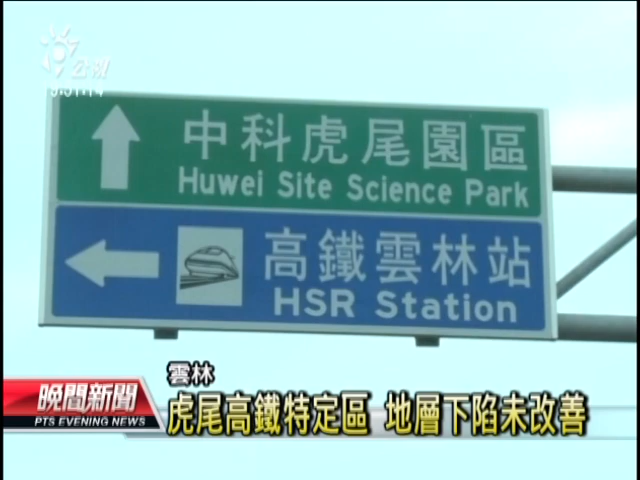 公視
中科虎尾園區
Huwei Site Science Park
高鐵雲林站
HSR Station
雲林
晚間新聞
PTS EVENING NEWS
虎尾高鐵特定區 地層下陷未改善